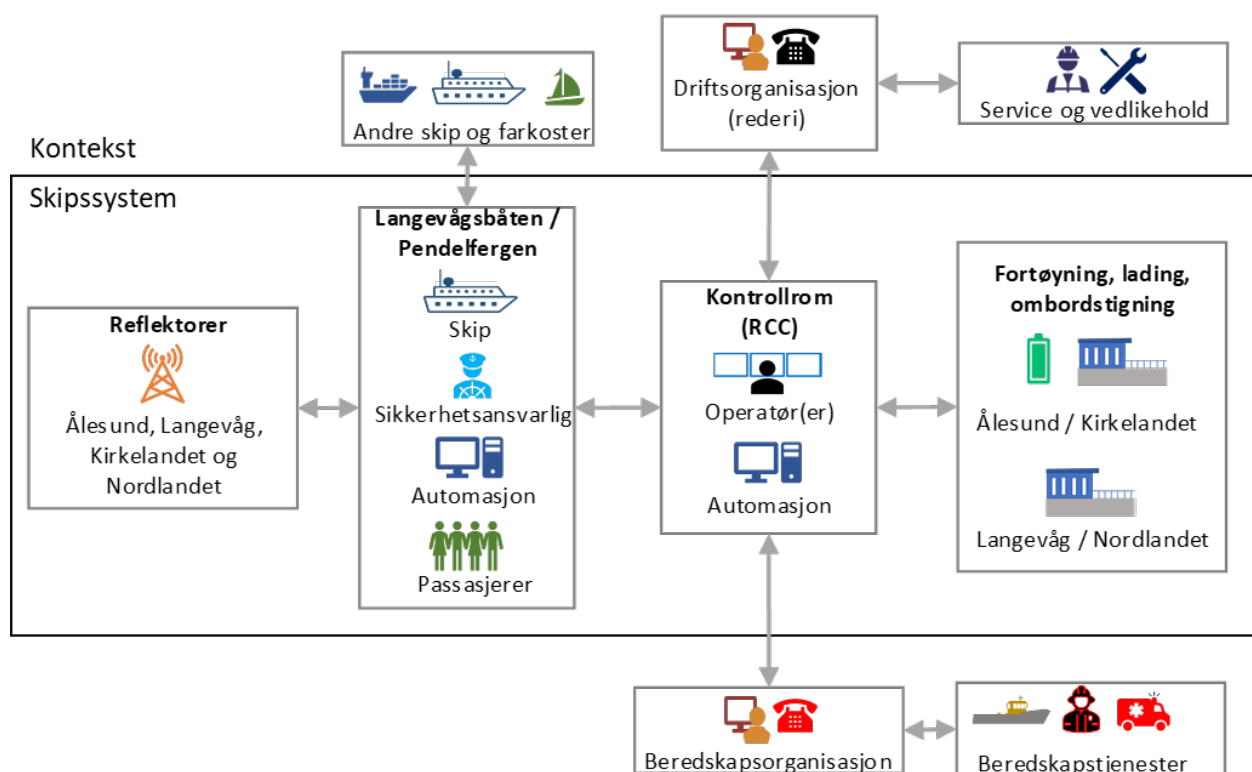 Andre skip og farkoster
Driftsorganisasjon
(rederi)
Service og vedlikehold
Kontekst
Skipssystem
Reflektorer
Ålesund, Langevåg,
Kirkelandet og
Nordlandet
Langevågsbåten /
Pendelfergen
Skip
Sikkerhetsansvarlig
Automasjon
Passasjerer
Kontrollrom
(RCC)
Operatør(er)
Automasjon
Fortøyning, lading,
ombordstigning
Ålesund / Kirkelandet
Langevåg / Nordlandet
Beredskapsorganisasjon
Beredskapstjenester